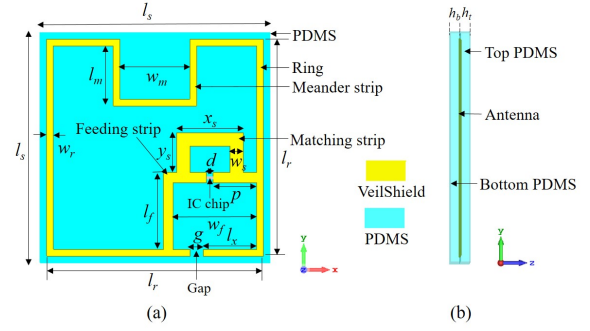 (a)
l_s
PDMS
Ring
Meander strip
l_m
w_m
x_s
Feeding strip
Matching strip
l_s
w_r
y_s
d
w_s
l_r
IC chip
p
l_f
w_f
g
l_x
l_r
Gap
y
z
x
VeilShield
PDMS
(a)
h_b
h_t
Top PDMS
Antenna
Bottom PDMS
y
x
z
(b)